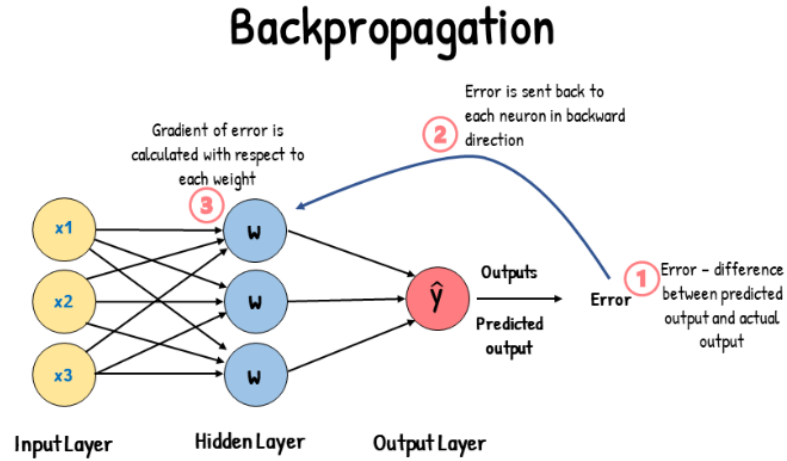 Backpropagation
Error is sent back to
each neuron in backward
direction
2
Gradient of error is
calculated with respect to
each weight
3
x1
w
x2
w
x3
w
ŷ
Outputs
Predicted
output
Error
1
Error - difference
between predicted
output and actual
output
Input Layer
Hidden Layer
Output Layer